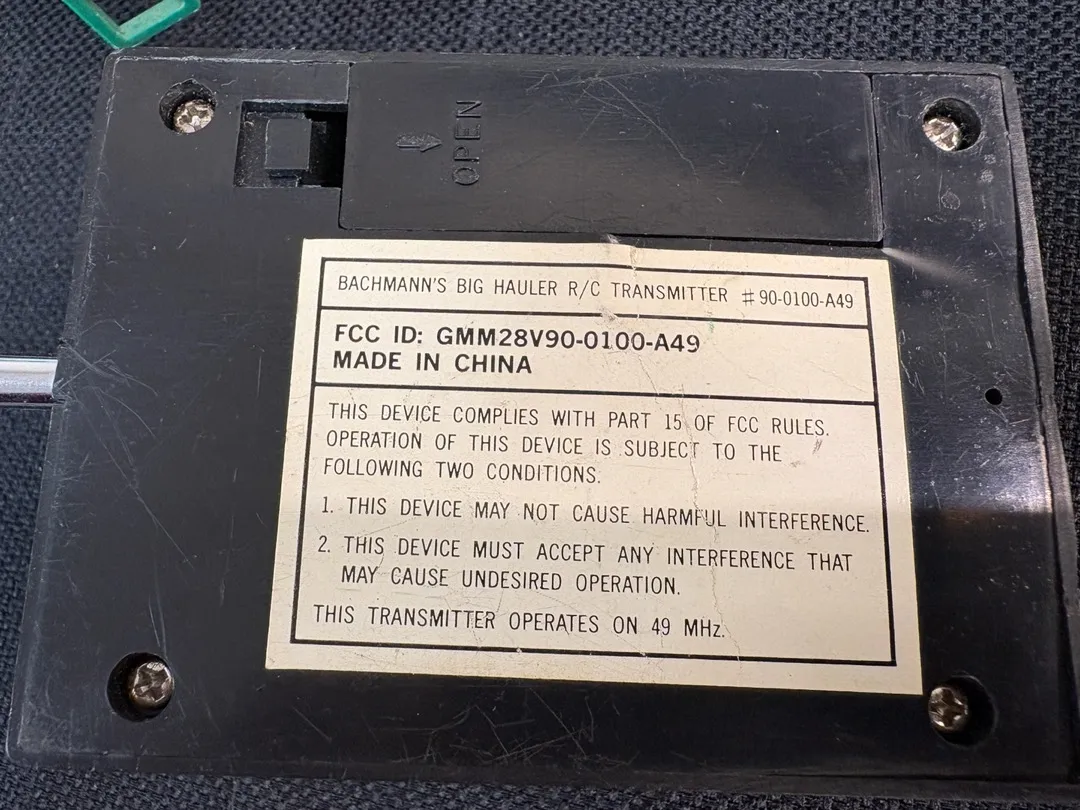 OPEN
BACHMANN'S BIG HAULER R/C TRANSMITTER #90-0100-A49
FCC ID: GMM28V90-0100-A49
MADE IN CHINA
THIS DEVICE COMPLIES WITH PART 15 OF FCC RULES.
OPERATION OF THIS DEVICE IS SUBJECT TO THE
FOLLOWING TWO CONDITIONS:
1. THIS DEVICE MAY NOT CAUSE HARMFUL INTERFERENCE.
2. THIS DEVICE MUST ACCEPT ANY INTERFERENCE THAT
MAY CAUSE UNDESIRED OPERATION.
THIS TRANSMITTER OPERATES ON 49 MHz.